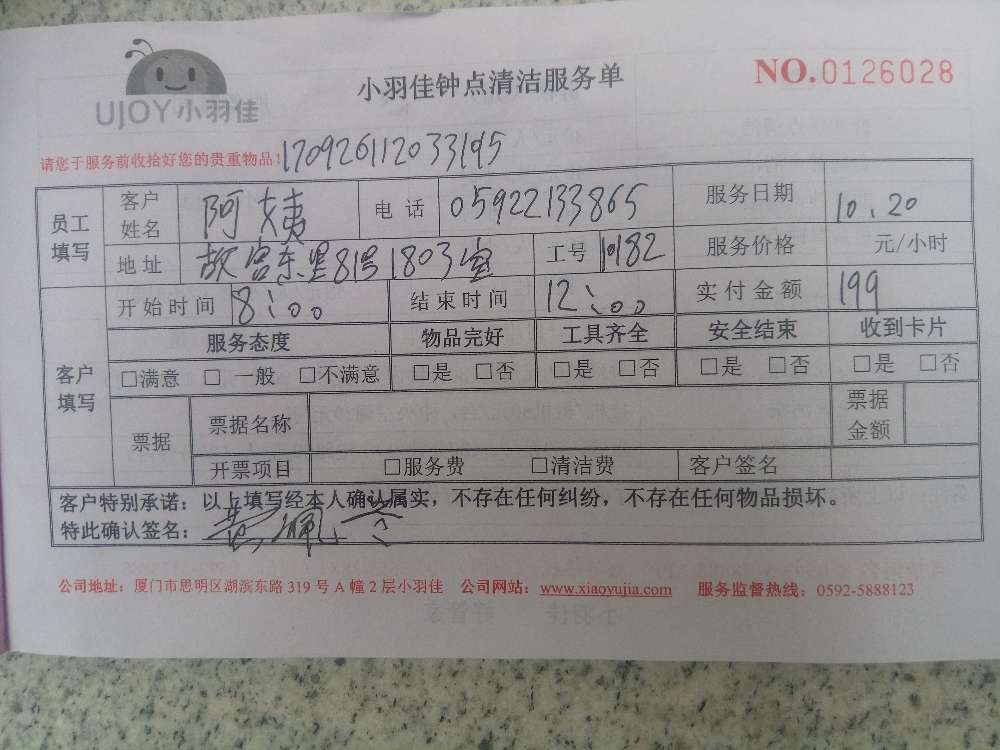 UJOY小羽佳
小羽佳钟点清洁服务单
NO.0126028
请您于服务前收拾好您的贵重物品!170926112033195
员工填写 客户姓名 阿姨 电话 05922133865 服务日期 10.20
地址 故宫东里81号1803室 工号 1982 服务价格 元/小时
客户填写 开始时间 8:00 结束时间 12:00 实付金额 199
服务态度 物品完好 工具齐全 安全结束 收到卡片
□满意 □一般 □不满意 □是 □否 □是 □否 □是 □否 □是 □否
票据 票据名称 票据金额
开票项目 □服务费 □清洁费 客户签名
客户特别承诺：以上填写经本人确认属实，不存在任何纠纷，不存在任何物品损坏。
特此确认签名：
公司地址：厦门市思明区湖滨东路 319 号 A 幢 2 层小羽佳 公司网站：www.xiaoyujia.com 服务监督热线：0592-5888123